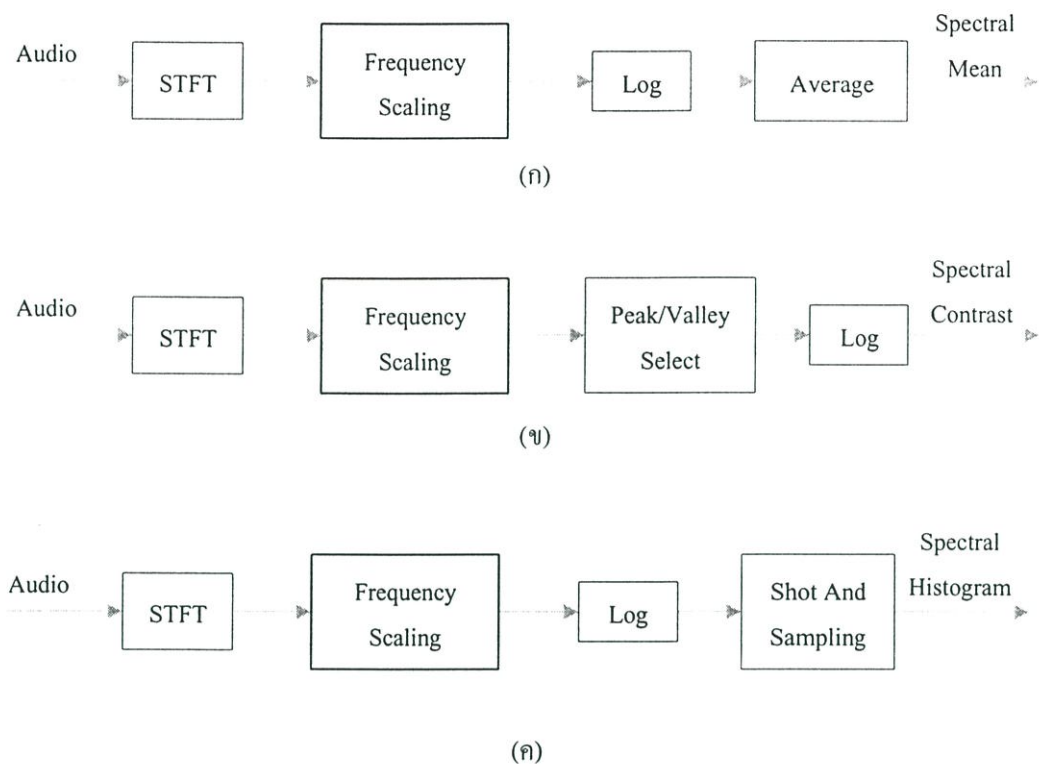 Audio
STFT
Frequency
Scaling
Log
Average
Spectral
Mean
(ก)
Audio
STFT
Frequency
Scaling
Peak/Valley
Select
Log
Spectral
Contrast
(ข)
Audio
STFT
Frequency
Scaling
Log
Shot And
Sampling
Spectral
Histogram
(ค)